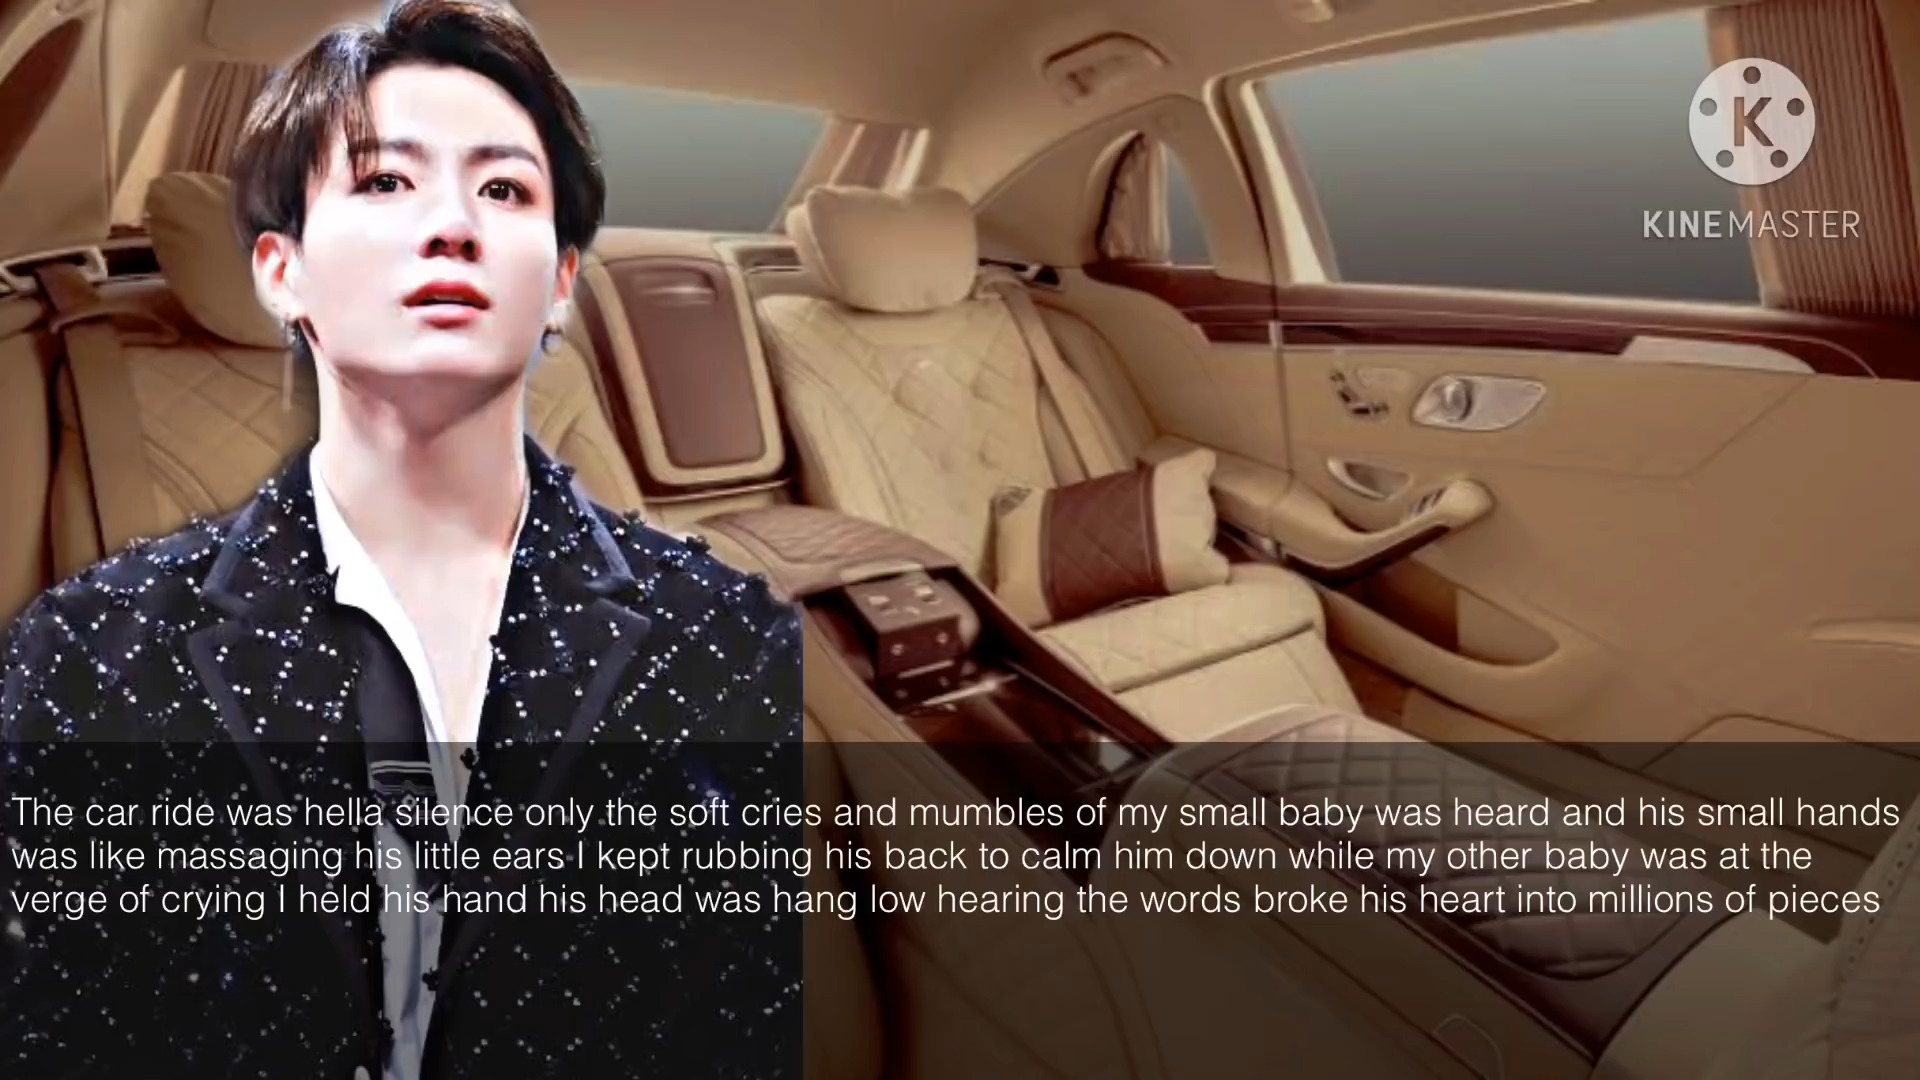 K
KINEMASTER
The car ride was hella silence only the soft cries and mumbles of my small baby was heard and his small hands
was like massaging his little ears I kept rubbing his back to calm him down while my other baby was at the
verge of crying I held his hand his head was hang low hearing the words broke his heart into millions of pieces